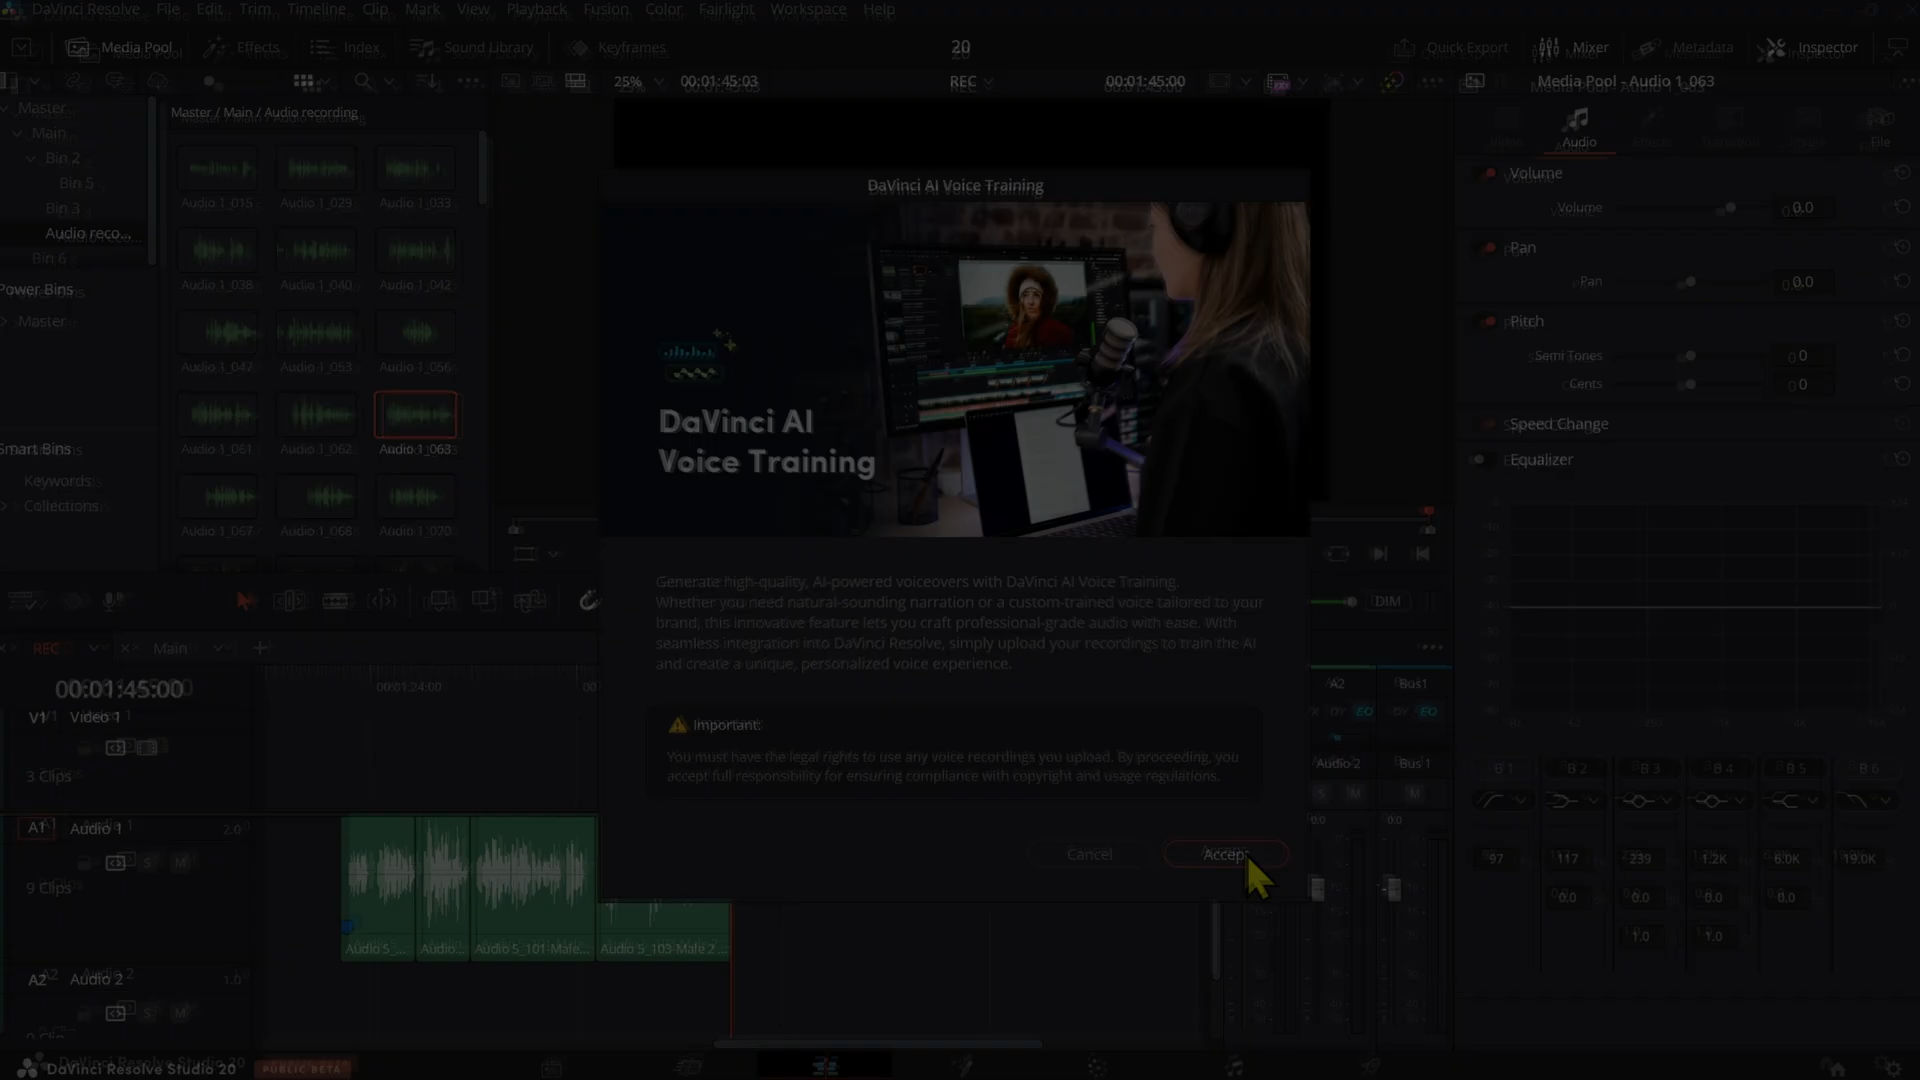 DaVinci Resolve File Edit Trim Timeline Clip Mark View Playback Fusion Color Fairlight Workspace Help
Media Pool Effects Index Sound Library Keyframes 20 Quick Export Mixer Metadata Inspector
25% 00:01:45:03 REC 00:01:45:00 Media Pool - Audio 1_063
Master
Main
Bin 2
Bin 5
Bin 3
Audio reco...
Bin 6
Power Bins
Master
Smart Bins
Keywords
Collections
Master / Main / Audio recording
Audio 1_015 Audio 1_029 Audio 1_033
Audio 1_038 Audio 1_040 Audio 1_042
Audio 1_047 Audio 1_053 Audio 1_056
Audio 1_061 Audio 1_062 Audio 1_063
Audio 1_067 Audio 1_068 Audio 1_070
DaVinci AI Voice Training
DaVinci AI
Voice Training
Generate high-quality, AI-powered voiceovers with DaVinci AI Voice Training.
Whether you need natural-sounding narration or a custom-trained voice tailored to your
brand, this innovative feature lets you craft professional-grade audio with ease. With
seamless integration into DaVinci Resolve, simply upload your recordings to train the AI
and create a unique, personalized voice experience.
Important:
You must have the legal rights to use any voice recordings you upload. By proceeding, you
accept full responsibility for ensuring compliance with copyright and usage regulations.
Cancel Accept
Video Audio Effects Transition Image File
Volume
Volume 0.0
Pan
Pan 0.0
Pitch
Semi Tones 0
Cents 0
Speed Change
Equalizer
B 1 B 2 B 3 B 4 B 5 B 6
97 117 239 1.2K 6.0K 19.0K
0.0 0.0 0.0 0.0
1.0 1.0
DIM
A2 Bus1
DY EQ DY EQ
Audio 2 Bus 1
S M M
0.0 0.0
REC Main
00:01:45:00 00:01:24:00
V1 Video 1
3 Clips
A1 Audio 1 2.0
S M
9 Clips
Audio 5_... Audio... Audio 5_101 Male... Audio 5_103 Male 2 ...
A2 Audio 2 1.0
S M
DaVinci Resolve Studio 20 PUBLIC BETA